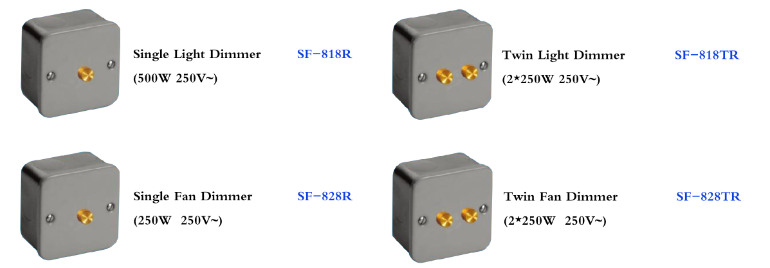 Single Light Dimmer SF-818R
(500W 250V~)
Twin Light Dimmer SF-818TR
(2*250W 250V~)
Single Fan Dimmer SF-828R
(250W 250V~)
Twin Fan Dimmer SF-828TR
(2*250W 250V~)